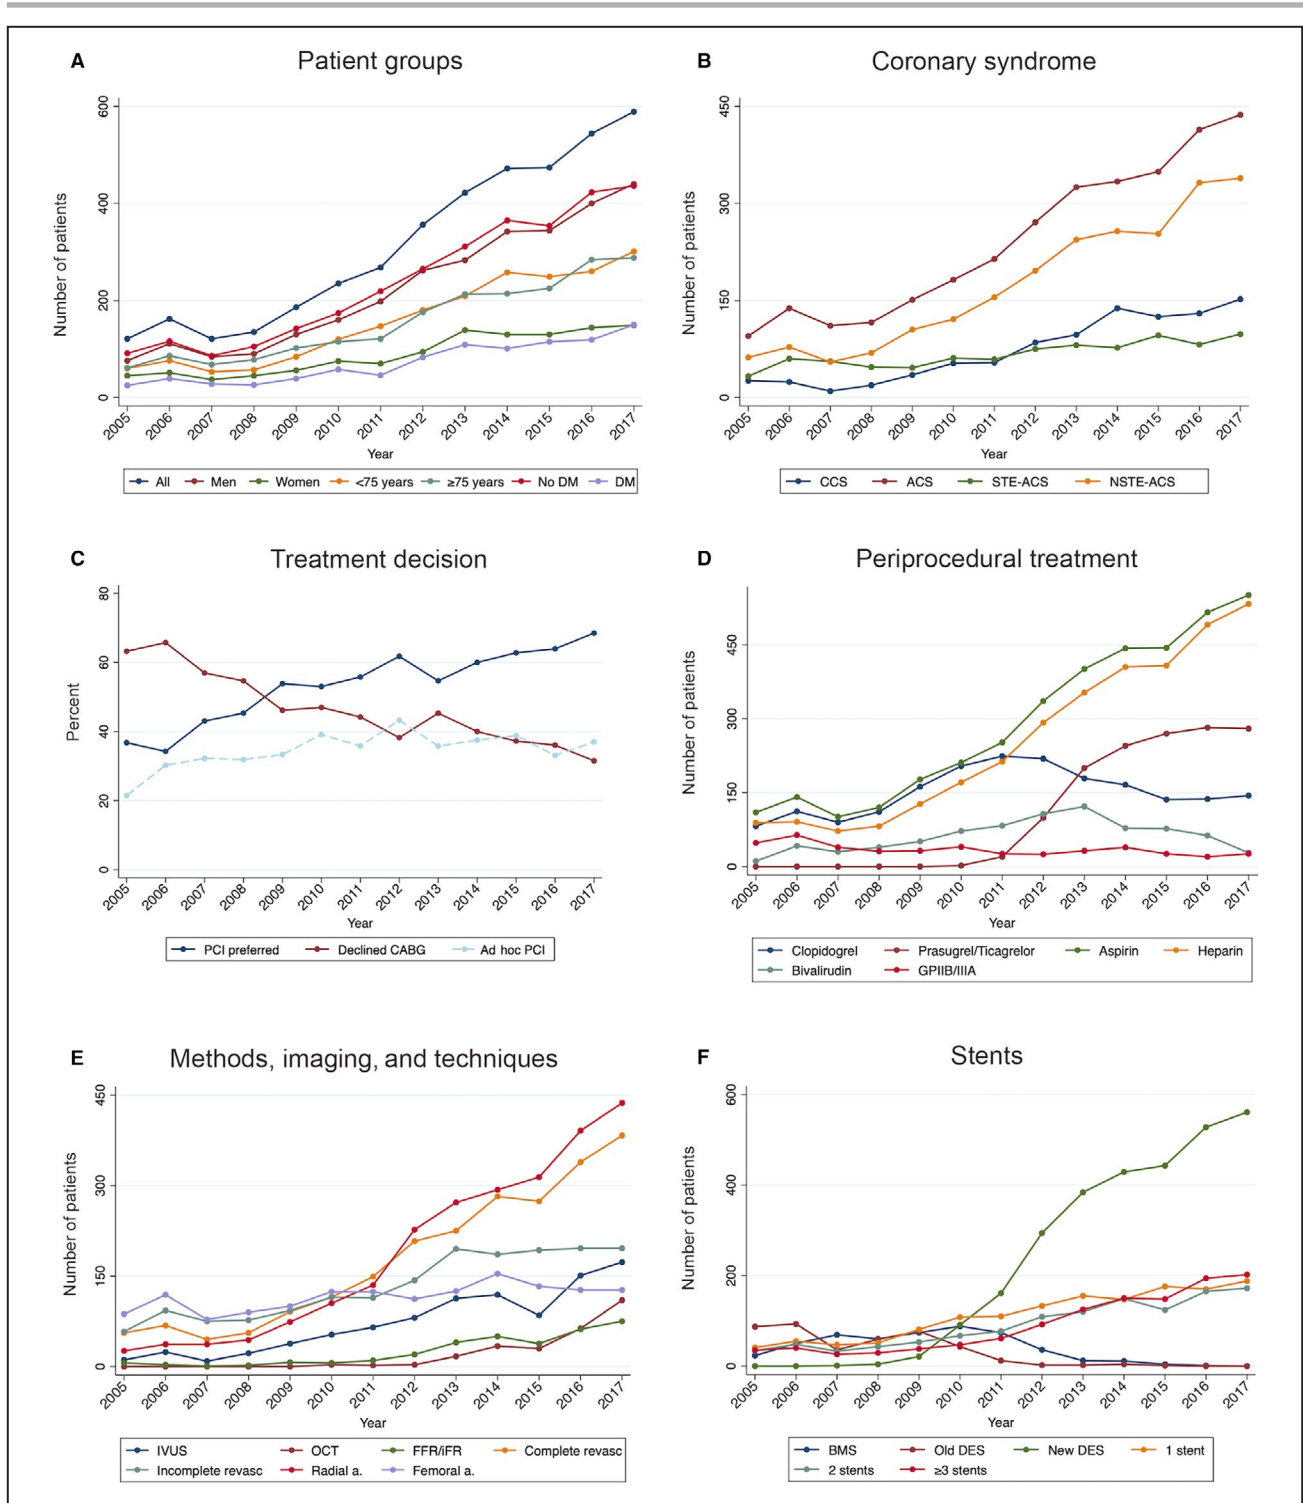 A Patient groups
Number of patients
600
400
200
0
2005 2006 2007 2008 2009 2010 2011 2012 2013 2014 2015 2016 2017
Year
All Men Women <75 years ≥75 years No DM DM
B Coronary syndrome
Number of patients
450
300
150
0
2005 2006 2007 2008 2009 2010 2011 2012 2013 2014 2015 2016 2017
Year
CCS ACS STE-ACS NSTE-ACS
C Treatment decision
Percent
80
60
40
20
0
2005 2006 2007 2008 2009 2010 2011 2012 2013 2014 2015 2016 2017
Year
PCI preferred Declined CABG Ad hoc PCI
D Periprocedural treatment
Number of patients
450
300
150
0
2005 2006 2007 2008 2009 2010 2011 2012 2013 2014 2015 2016 2017
Year
Clopidogrel Prasugrel/Ticagrelor Aspirin Heparin
Bivalirudin GPIIB/IIIA
E Methods, imaging, and techniques
Number of patients
450
300
150
0
2005 2006 2007 2008 2009 2010 2011 2012 2013 2014 2015 2016 2017
Year
IVUS OCT FFR/iFR Complete revasc
Incomplete revasc Radial a. Femoral a.
F Stents
Number of patients
600
400
200
0
2005 2006 2007 2008 2009 2010 2011 2012 2013 2014 2015 2016 2017
Year
BMS Old DES New DES 1 stent
2 stents ≥3 stents